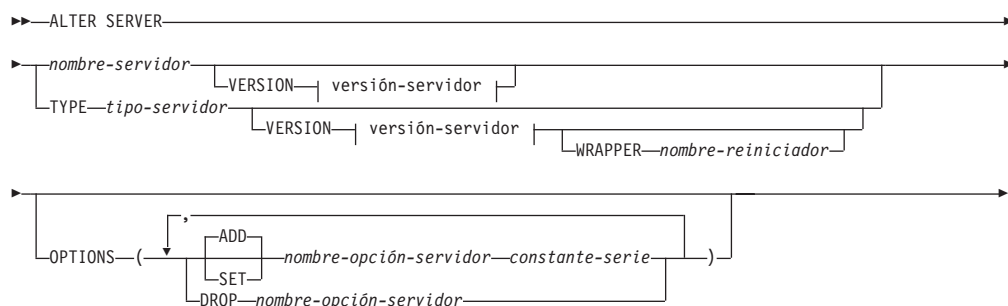 ALTER SERVER
nombre-servidor
VERSION versión-servidor
TYPE tipo-servidor
VERSION versión-servidor
WRAPPER nombre-reiniciador
,
ADD
OPTIONS ( nombre-opción-servidor constante-serie )
SET
DROP nombre-opción-servidor